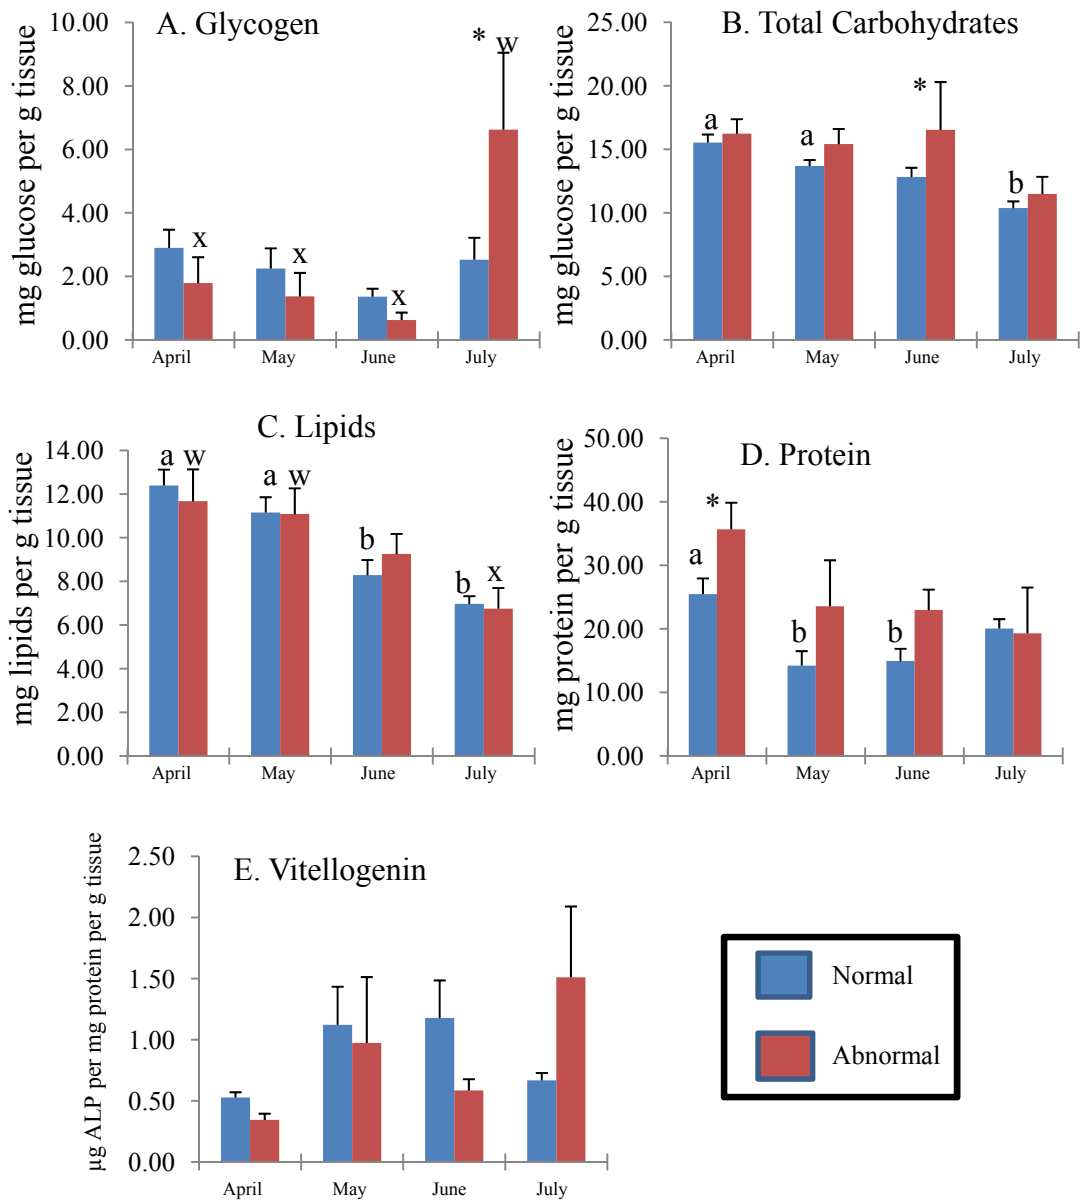 A. Glycogen
mg glucose per g tissue
10.00
8.00
6.00
4.00
2.00
0.00
* w
x
x
x
April May June July
B. Total Carbohydrates
mg glucose per g tissue
25.00
20.00
15.00
10.00
5.00
0.00
a
a
*
b
April May June July
C. Lipids
mg lipids per g tissue
14.00
12.00
10.00
8.00
6.00
4.00
2.00
0.00
a w
a w
b
b x
April May June July
D. Protein
mg protein per g tissue
50.00
40.00
30.00
20.00
10.00
0.00
*
a
b
b
April May June July
E. Vitellogenin
µg ALP per mg protein per g tissue
2.50
2.00
1.50
1.00
0.50
0.00
April May June July
Normal
Abnormal